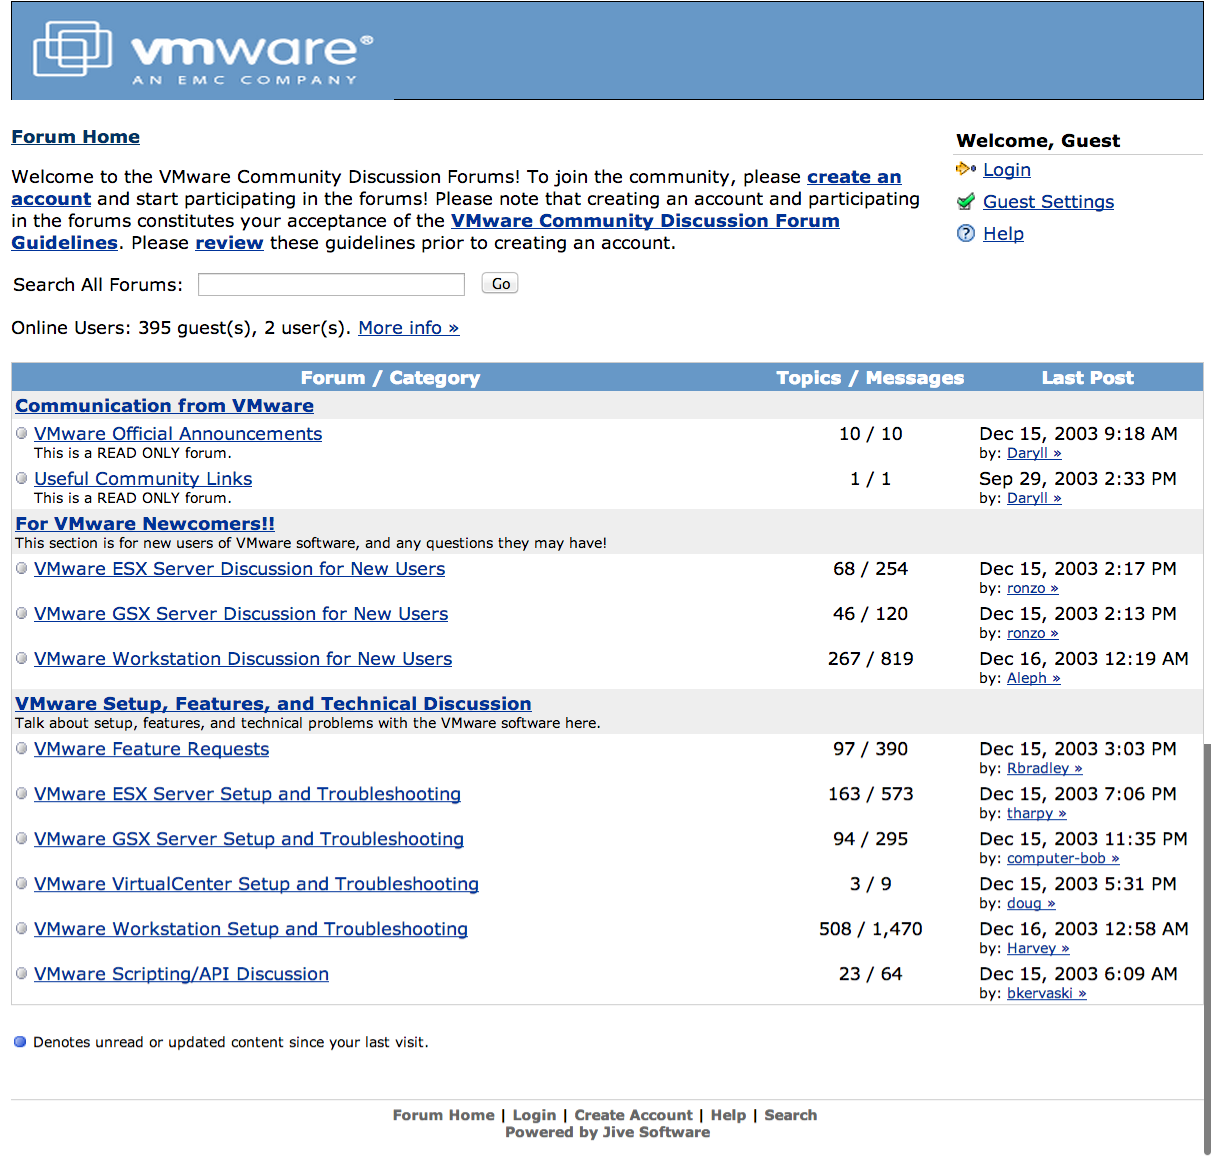 vmware®
AN EMC COMPANY
Forum Home
Welcome to the VMware Community Discussion Forums! To join the community, please create an
account and start participating in the forums! Please note that creating an account and participating
in the forums constitutes your acceptance of the VMware Community Discussion Forum
Guidelines. Please review these guidelines prior to creating an account.
Welcome, Guest
Login
Guest Settings
Help
Search All Forums: Go
Online Users: 395 guest(s), 2 user(s). More info »
Forum / Category Topics / Messages Last Post
Communication from VMware
VMware Official Announcements 10 / 10 Dec 15, 2003 9:18 AM
This is a READ ONLY forum. by: Daryll »
Useful Community Links 1 / 1 Sep 29, 2003 2:33 PM
This is a READ ONLY forum. by: Daryll »
For VMware Newcomers!!
This section is for new users of VMware software, and any questions they may have!
VMware ESX Server Discussion for New Users 68 / 254 Dec 15, 2003 2:17 PM
by: ronzo »
VMware GSX Server Discussion for New Users 46 / 120 Dec 15, 2003 2:13 PM
by: ronzo »
VMware Workstation Discussion for New Users 267 / 819 Dec 16, 2003 12:19 AM
by: Aleph »
VMware Setup, Features, and Technical Discussion
Talk about setup, features, and technical problems with the VMware software here.
VMware Feature Requests 97 / 390 Dec 15, 2003 3:03 PM
by: Rbradley »
VMware ESX Server Setup and Troubleshooting 163 / 573 Dec 15, 2003 7:06 PM
by: tharpy »
VMware GSX Server Setup and Troubleshooting 94 / 295 Dec 15, 2003 11:35 PM
by: computer-bob »
VMware VirtualCenter Setup and Troubleshooting 3 / 9 Dec 15, 2003 5:31 PM
by: doug »
VMware Workstation Setup and Troubleshooting 508 / 1,470 Dec 16, 2003 12:58 AM
by: Harvey »
VMware Scripting/API Discussion 23 / 64 Dec 15, 2003 6:09 AM
by: bkervaski »
Denotes unread or updated content since your last visit.
Forum Home | Login | Create Account | Help | Search
Powered by Jive Software